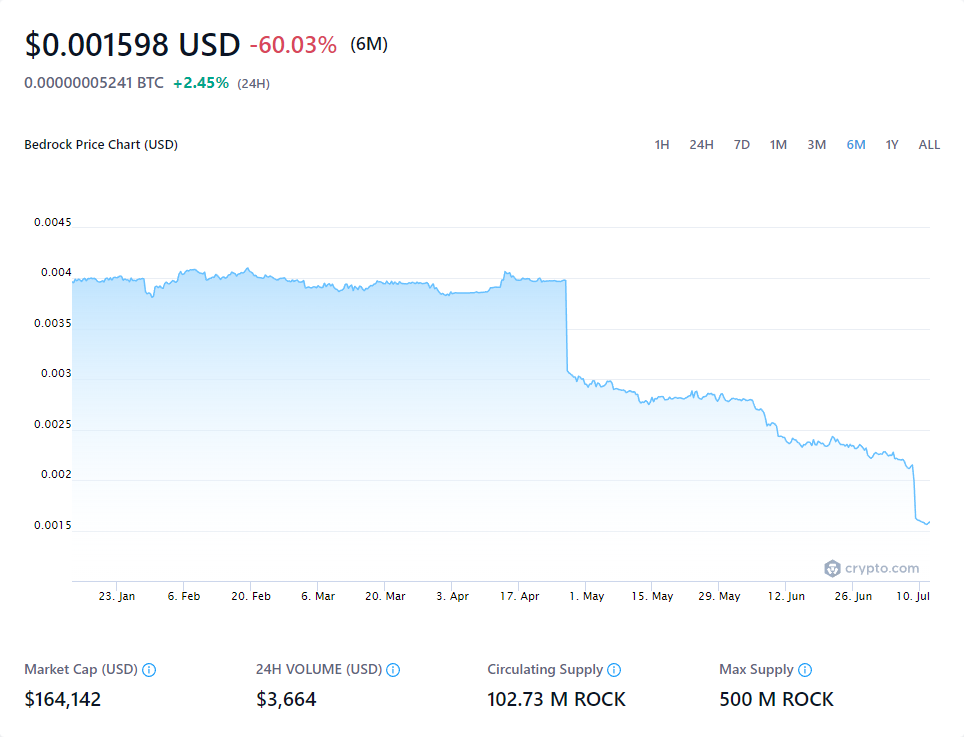 $0.001598 USD -60.03% (6M)
0.00000005241 BTC +2.45% (24H)
Bedrock Price Chart (USD) 1H 24H 7D 1M 3M 6M 1Y ALL
0.0045
0.004
0.0035
0.003
0.0025
0.002
0.0015
crypto.com
23. Jan 6. Feb 20. Feb 6. Mar 20. Mar 3. Apr 17. Apr 1. May 15. May 29. May 12. Jun 26. Jun 10. Jul
Market Cap (USD) 24H VOLUME (USD) Circulating Supply Max Supply
$164,142 $3,664 102.73 M ROCK 500 M ROCK